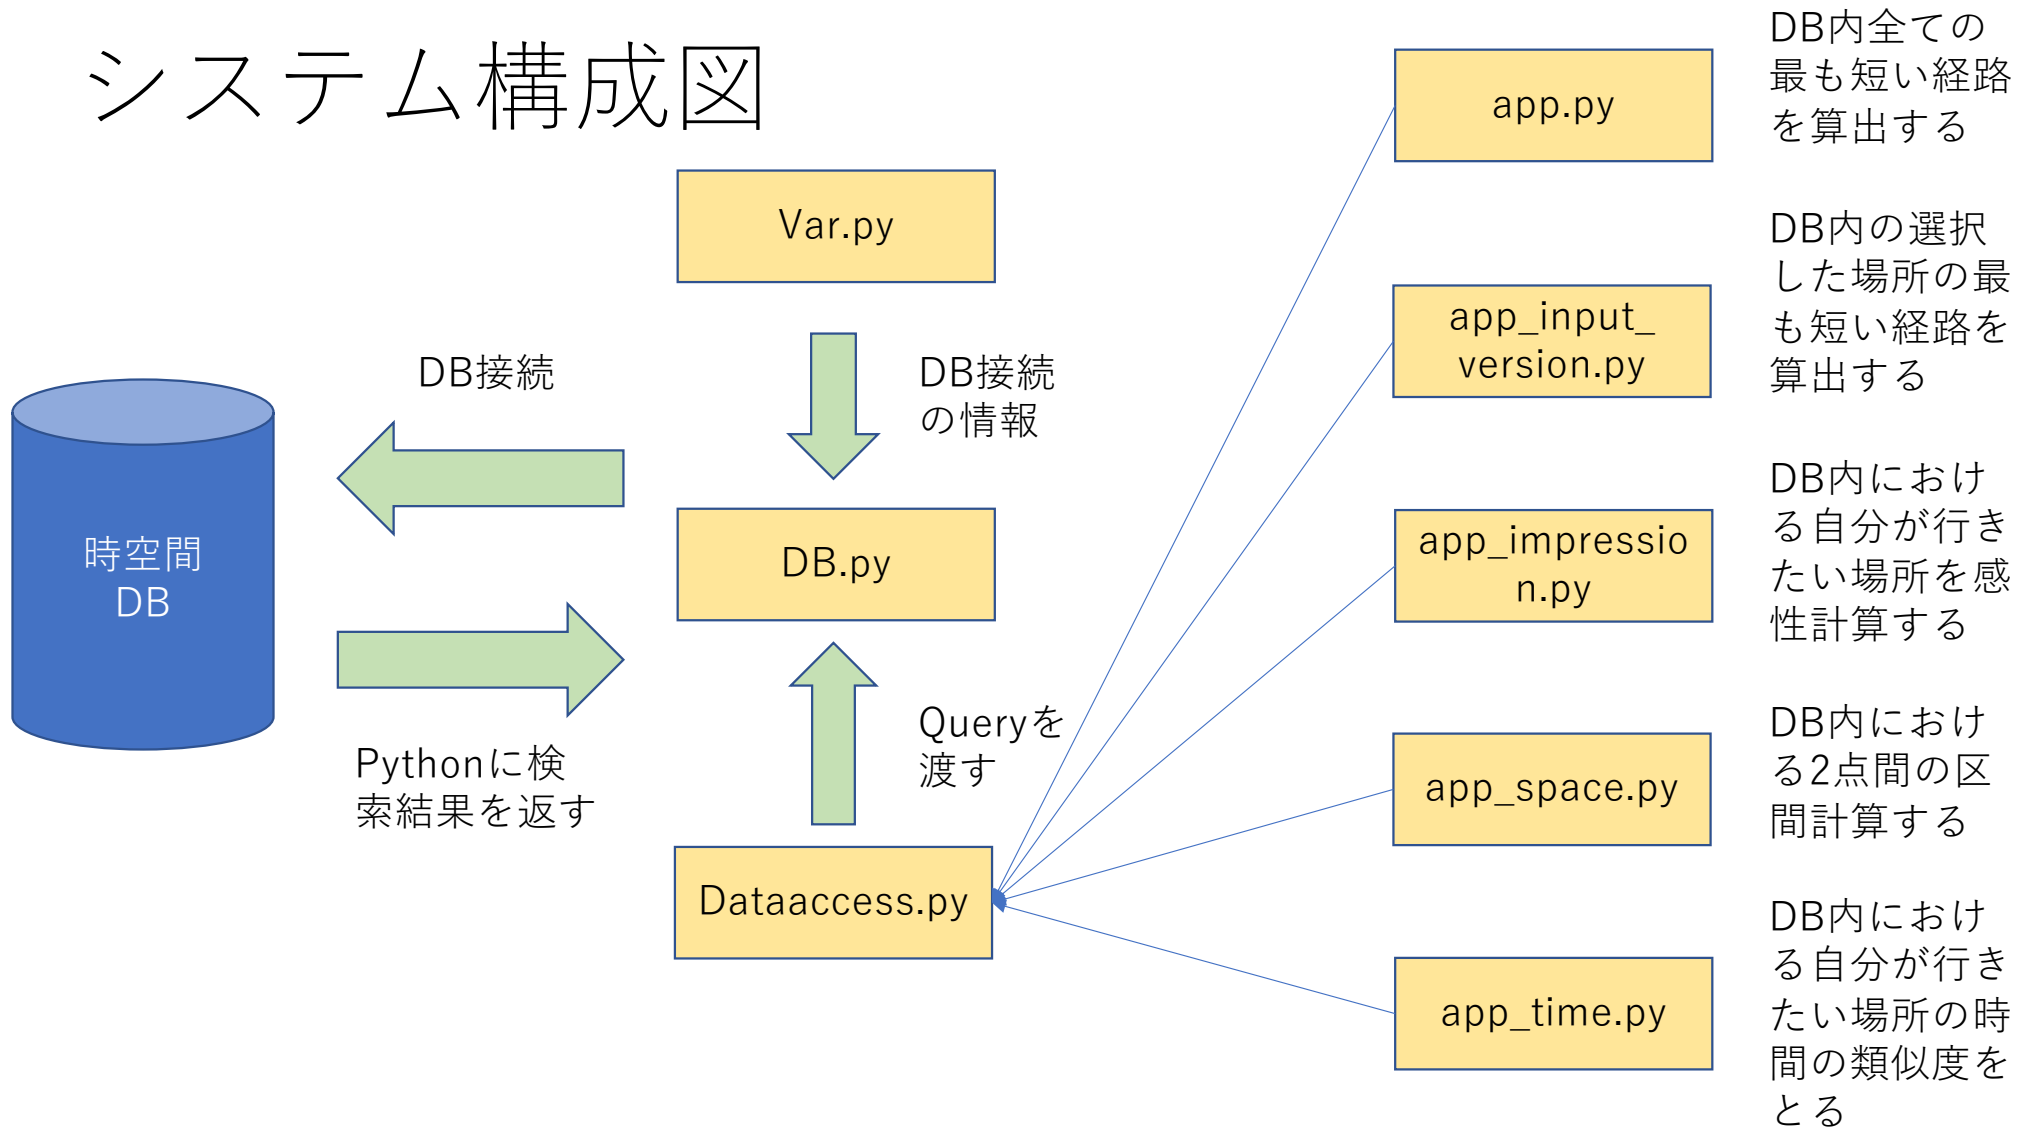 システム構成図
Var.py
DB接続
DB接続
の情報
時空間
DB
DB.py
Pythonに検
索結果を返す
Queryを
渡す
Dataaccess.py
app.py
DB内全ての
最も短い経路
を算出する
app_input_
version.py
DB内の選択
した場所の最
も短い経路を
算出する
app_impressio
n.py
DB内におけ
る自分が行き
たい場所を感
性計算する
app_space.py
DB内におけ
る2点間の区
間計算する
app_time.py
DB内におけ
る自分が行き
たい場所の時
間の類似度を
とる